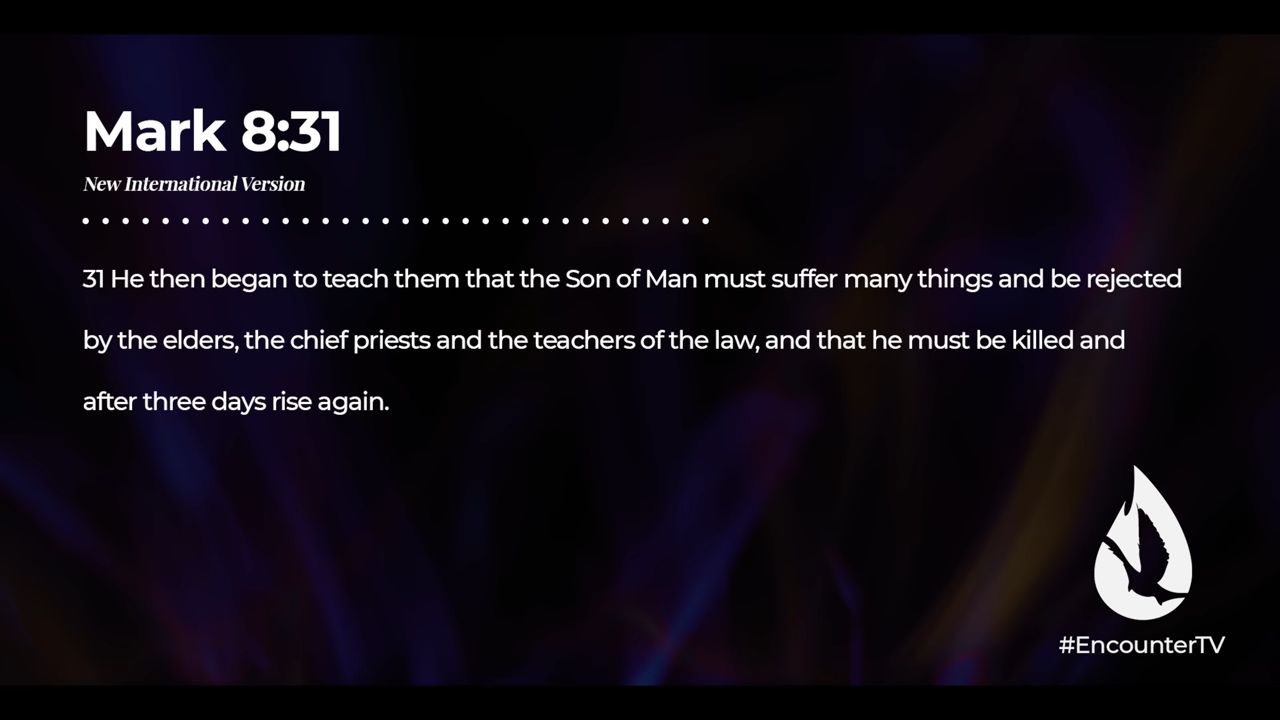 Mark 8:31
New International Version
31 He then began to teach them that the Son of Man must suffer many things and be rejected
by the elders, the chief priests and the teachers of the law, and that he must be killed and
after three days rise again.
#EncounterTV